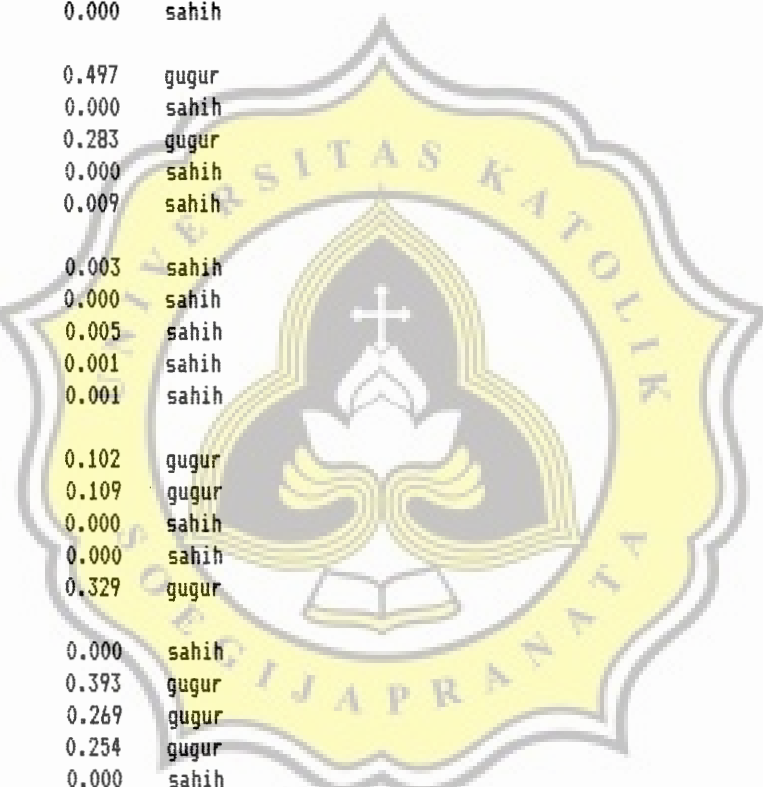 0.000 sahih
0.497 gugur
0.000 sahih
0.283 gugur
0.000 sahih
0.009 sahih
0.003 sahih
0.000 sahih
0.005 sahih
0.001 sahih
0.001 sahih
0.102 gugur
0.109 gugur
0.000 sahih
0.000 sahih
0.329 gugur
0.000 sahih
0.393 gugur
0.269 gugur
0.254 gugur
0.000 sahih
UNIVERSITAS KATOLIK
SOEGIJAPRANATA